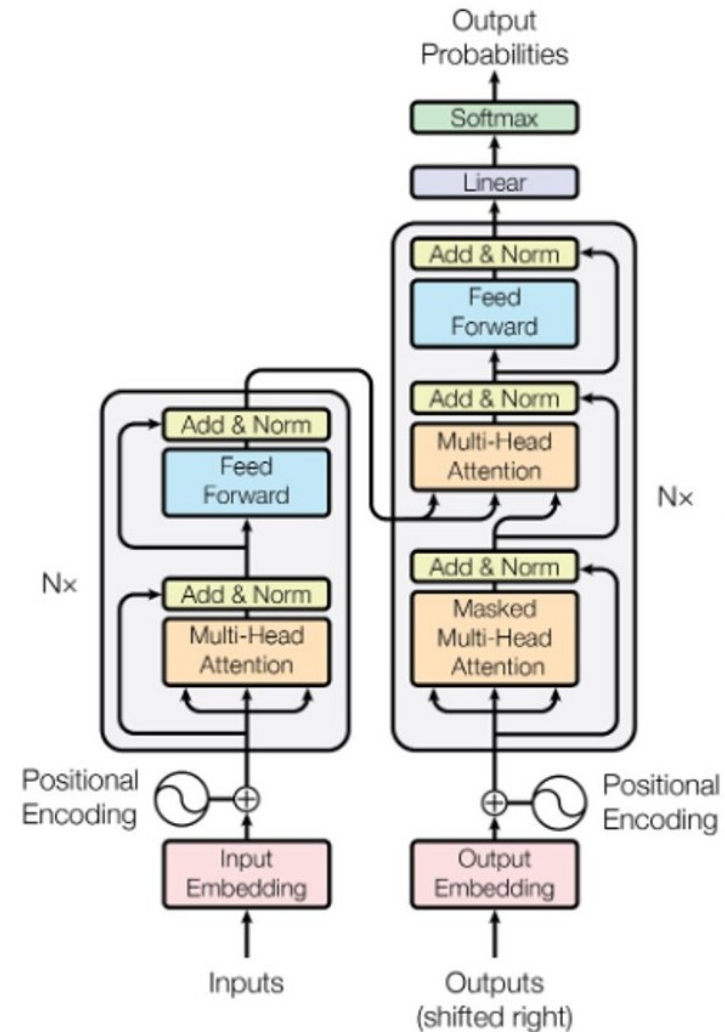 Output
Probabilities
Softmax
Linear
Add & Norm
Feed
Forward
Add & Norm
Multi-Head
Attention
Nx
Add & Norm
Masked
Multi-Head
Attention
Add & Norm
Feed
Forward
Nx
Add & Norm
Multi-Head
Attention
Positional
Encoding
Positional
Encoding
Input
Embedding
Output
Embedding
Inputs
Outputs
(shifted right)